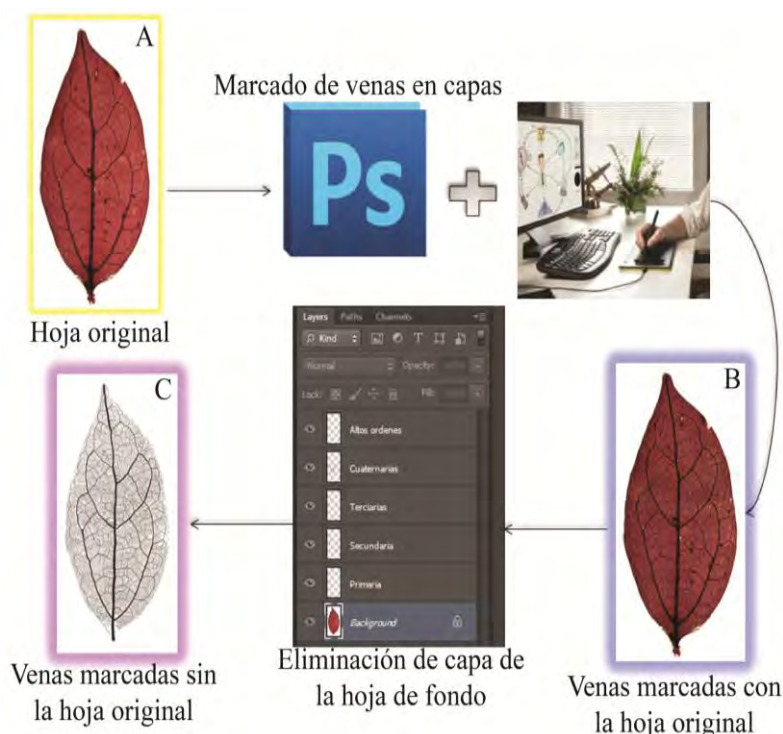 A
Marcado de venas en capas
Ps
Hoja original
Layers Paths Channels
Kind
Normal
Opacity:
Lock:
Fill:
Altos ordenes
Cuaternarias
Terciarias
Secundaria
Primaria
Background
C
B
Venas marcadas sin
la hoja original
Eliminación de capa de
la hoja de fondo
Venas marcadas con
la hoja original